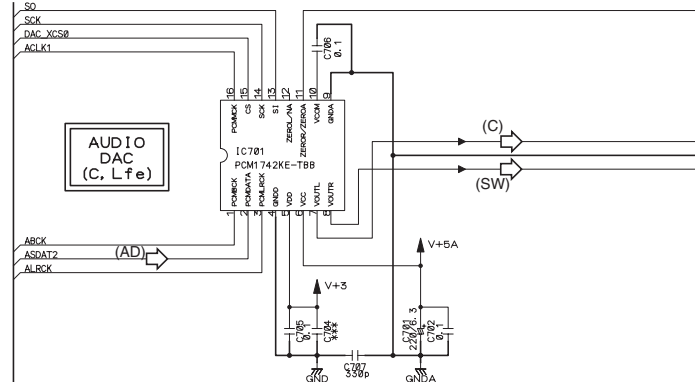 SO
SCK
DAC_XCS0
ACLK1
C706
0.1
16 15 14 13 12 11 10 9
PCMMCK
CS
SCK
SI
ZEROL/NA
ZEROR/ZEROA
VCOM
GNDA
AUDIO
DAC
(C, Lfe)
IC701
PCM1742KE-TBB
(C)
(SW)
PCMBCK
PCMDATA
PCMLRCK
GNDD
VDD
VCC
VOUTL
VOUTR
1 2 3 4 5 6 7 8
ABCK
ASDAT2
(AD)
ALRCK
V+5A
V+3
C705
0.1
C704
***
C701
220/6.3
C702
0.1
C707
330p
GND
GNDA